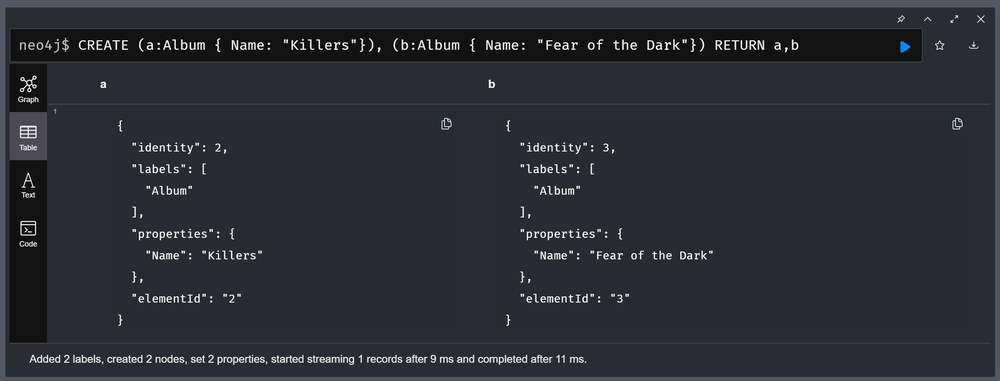 neo4j$ CREATE (a:Album { Name: "Killers"}), (b:Album { Name: "Fear of the Dark"}) RETURN a,b
Graph
Table
Text
Code
a
b
1
{
"identity": 2,
"labels": [
"Album"
],
"properties": {
"Name": "Killers"
},
"elementId": "2"
}
{
"identity": 3,
"labels": [
"Album"
],
"properties": {
"Name": "Fear of the Dark"
},
"elementId": "3"
}
Added 2 labels, created 2 nodes, set 2 properties, started streaming 1 records after 9 ms and completed after 11 ms.